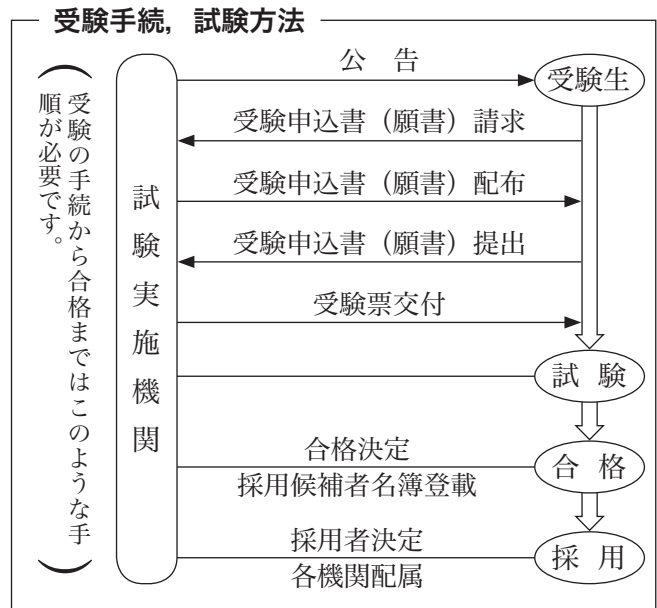 受験手続，試験方法
（受験の手続から合格まではこのような手
順が必要です。）
試験実施機関
公　告
受験生
受験申込書（願書）請求
受験申込書（願書）配布
受験申込書（願書）提出
受験票交付
試　験
合格決定
採用候補者名簿登載
合　格
採用者決定
各機関配属
採　用